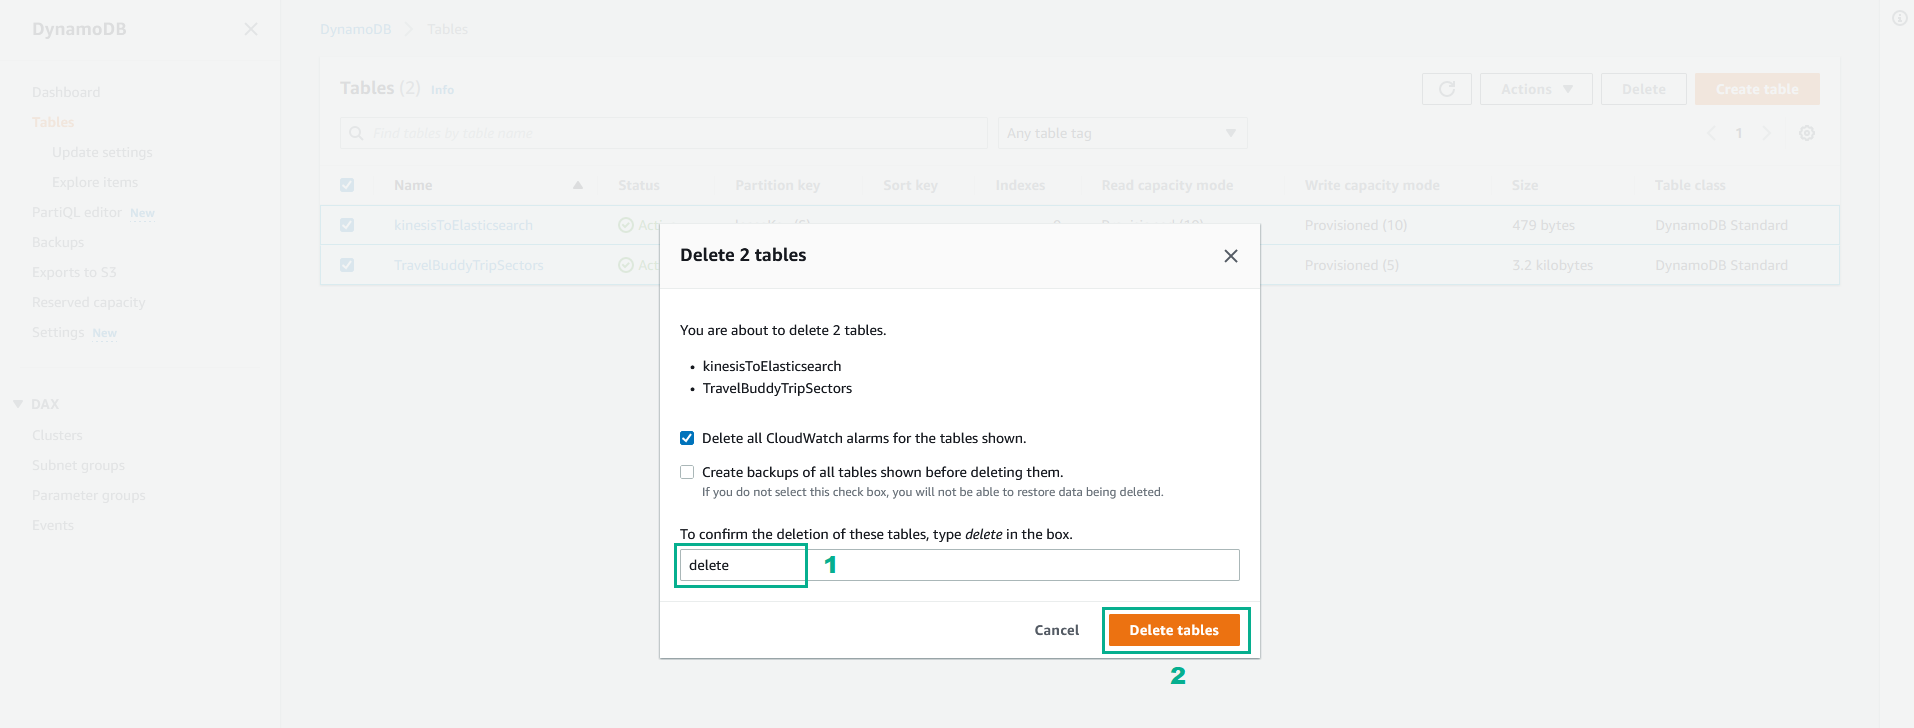 DynamoDB
DynamoDB Tables
Dashboard
Tables
Update settings
Explore items
PartiQL editor New
Backups
Exports to S3
Reserved capacity
Settings New
DAX
Clusters
Subnet groups
Parameter groups
Events
Tables (2) Info
Actions Delete Create table
Find tables by table name Any table tag 1
Name Status Partition key Sort key Indexes Read capacity mode Write capacity mode Size Table class
kinesisToElasticsearch Provisioned (10) 479 bytes DynamoDB Standard
TravelBuddyTripSectors Provisioned (5) 3.2 kilobytes DynamoDB Standard
Delete 2 tables
You are about to delete 2 tables.
• kinesisToElasticsearch
• TravelBuddyTripSectors
Delete all CloudWatch alarms for the tables shown.
Create backups of all tables shown before deleting them.
If you do not select this check box, you will not be able to restore data being deleted.
To confirm the deletion of these tables, type delete in the box.
delete 1
Cancel Delete tables
2